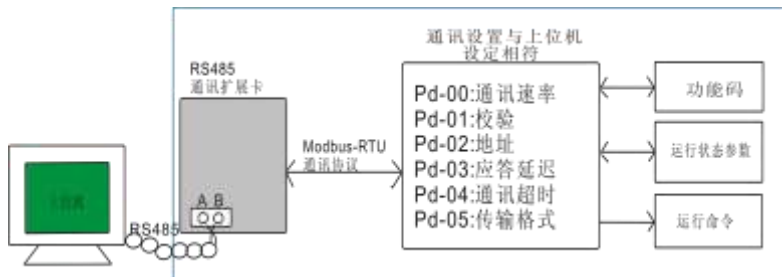 通讯设置与上位机
设定相符
RS485
通讯扩展卡
Pd-00:通讯速率
Pd-01:校验
Pd-02:地址
Pd-03:应答延迟
Pd-04:通讯超时
Pd-05:传输格式
功能码
运行状态参数
运行命令
Modbus-RTU
通讯协议
A B
RS485